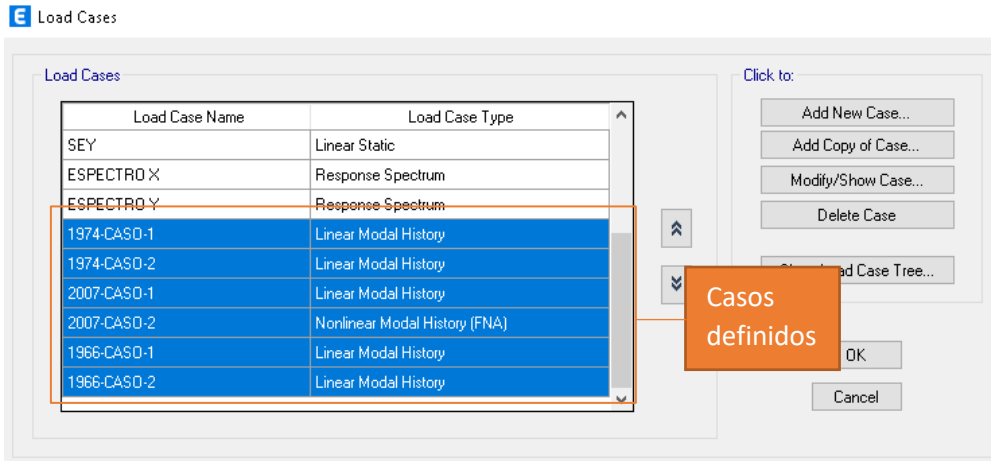 E Load Cases
Load Cases
Click to:
Load Case Name Load Case Type
SEY Linear Static
ESPECTRO X Response Spectrum
ESPECTRO Y Response Spectrum
1974-CASO-1 Linear Modal History
1974-CASO-2 Linear Modal History
2007-CASO-1 Linear Modal History
2007-CASO-2 Nonlinear Modal History (FNA)
1966-CASO-1 Linear Modal History
1966-CASO-2 Linear Modal History
Add New Case...
Add Copy of Case...
Modify/Show Case...
Delete Case
Case Tree...
Casos
definidos
OK
Cancel